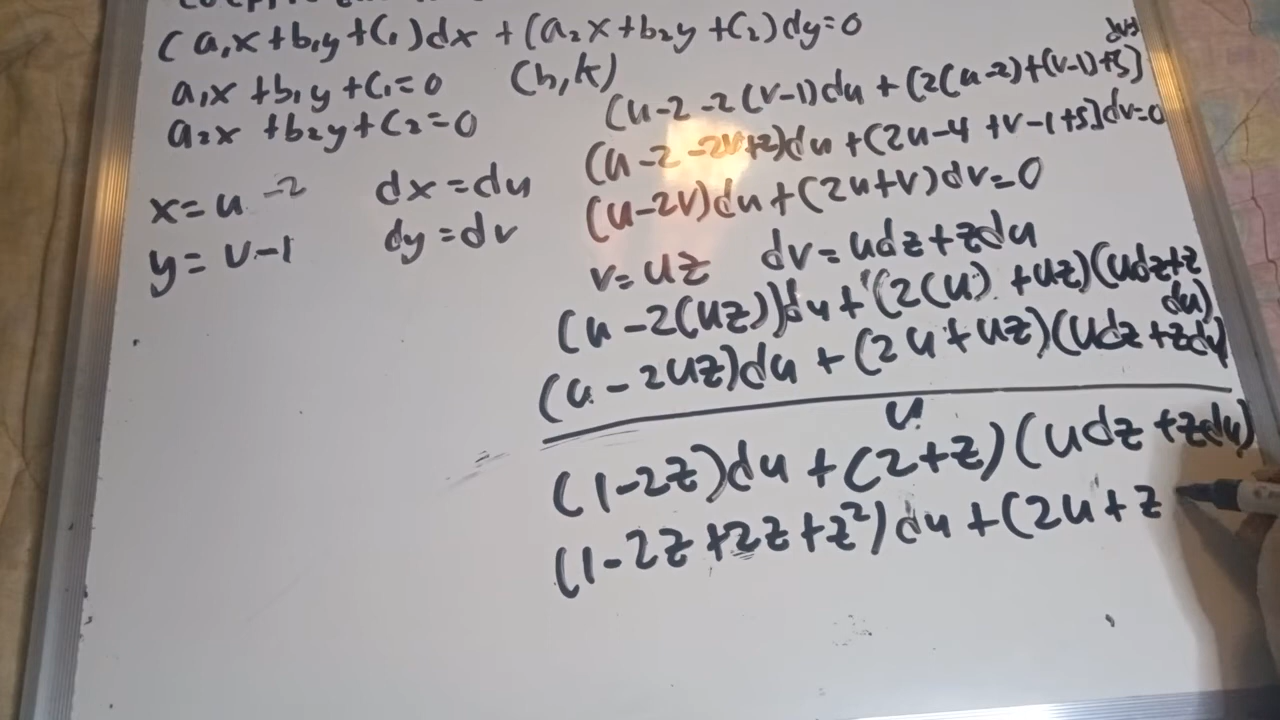 (a₁x+b₁y+C₁)dx + (a₂x+b₂y+C₂)dy=0
a₁x +b₁y+C₁=0 (h,k)
a₂x +b₂y+C₂=0
x=u-2 dx=du
y=v-1 dy=dv
(u-2-2(v-1)du + (2(u-2)+(v-1)+5]
(u-2-2v+2)du+(2u-4+v-1+5]dv=0
(u-2v)du+(2u+v)dv=0
v=uz dv=udz+zdu
(u-2(uz))du+(2(u)+uz)(udz+z
du)
(u-2uz)du+(2u+uz)(udz+zdu)
u
(1-2z)du+(2+z)(udz+zdu)
(1-2z+2z+z²)du+(2u+z